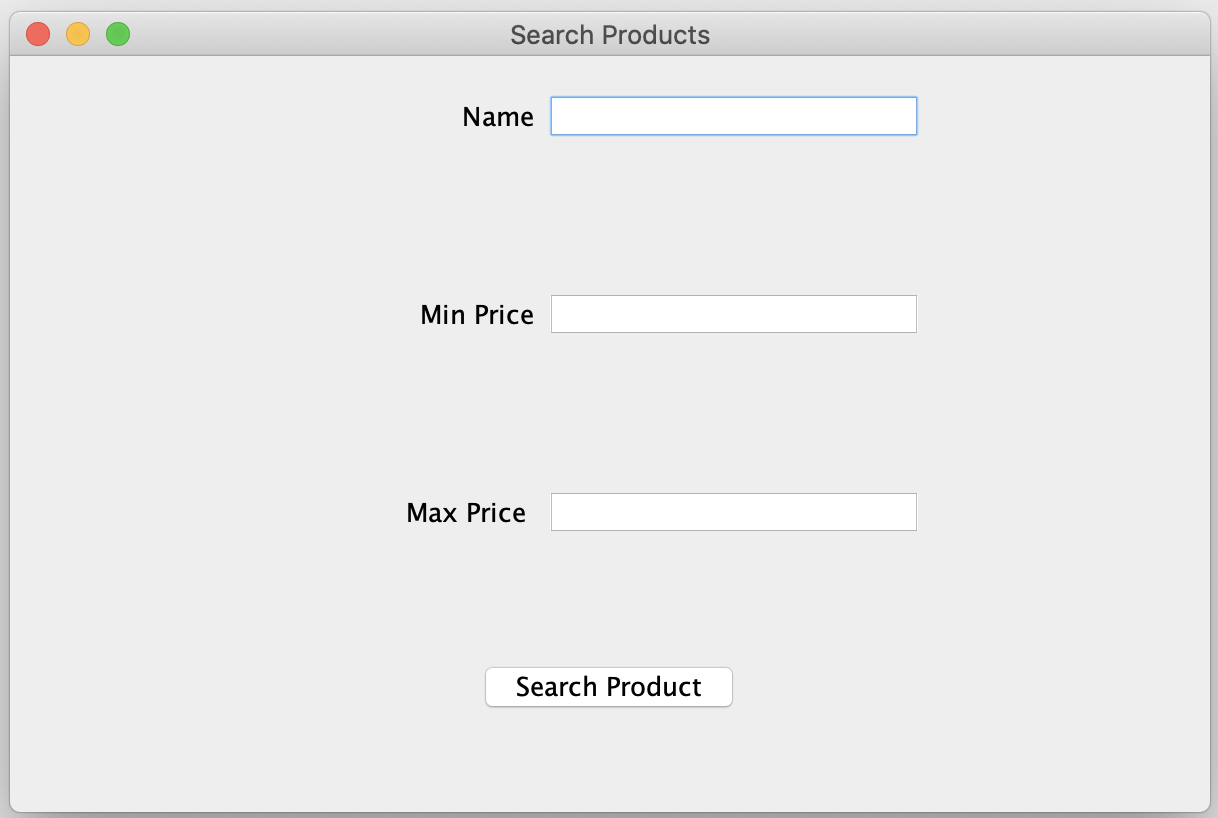 Search Products
Name
Min Price
Max Price
Search Product